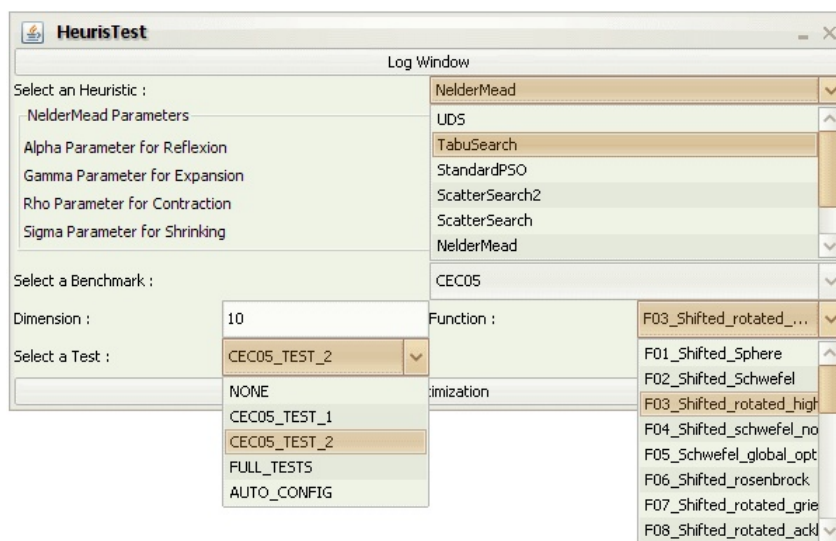 HeurisTest
Log Window
Select an Heuristic :
NelderMead
NelderMead Parameters
UDS
Alpha Parameter for Reflexion
TabuSearch
Gamma Parameter for Expansion
StandardPSO
Rho Parameter for Contraction
ScatterSearch2
Sigma Parameter for Shrinking
ScatterSearch
NelderMead
Select a Benchmark :
CEC05
Dimension :
10
Function :
F03_Shifted_rotated_...
Select a Test :
CEC05_TEST_2
NONE
CEC05_TEST_1
CEC05_TEST_2
FULL_TESTS
AUTO_CONFIG
imization
F01_Shifted_Sphere
F02_Shifted_Schwefel
F03_Shifted_rotated_high
F04_Shifted_schwefel_no
F05_Schwefel_global_opt
F06_Shifted_rosenbrock
F07_Shifted_rotated_grie
F08_Shifted_rotated_ackl